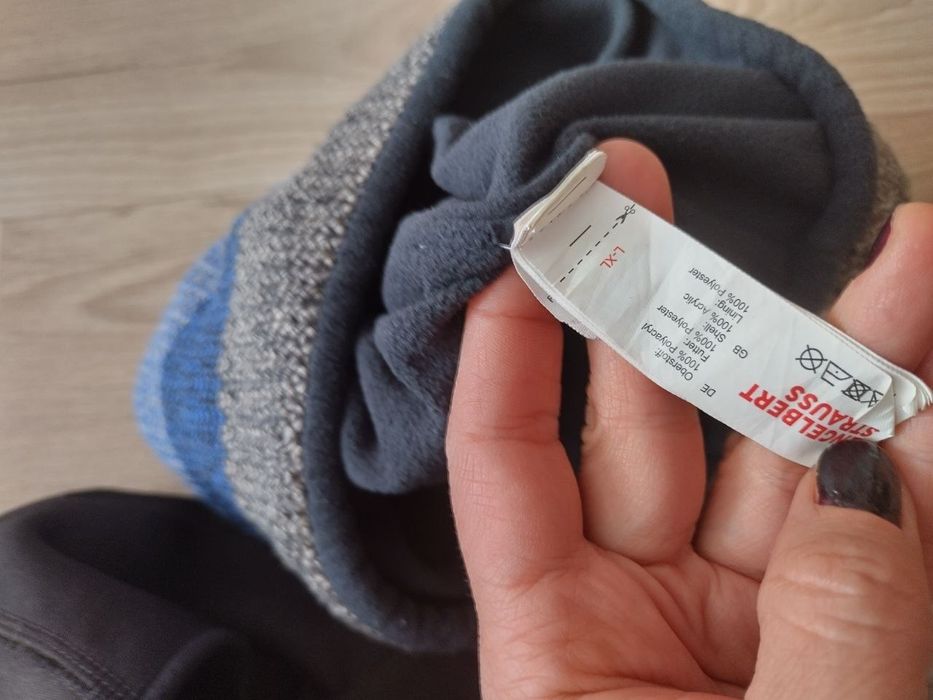 ENGELBERT
STRAUSS
DE
Oberstoff:
100% Polyacryl
Futter:
100% Polyester
GB
Shell:
100% Acrylic
Lining:
100% Polyester
L-XL